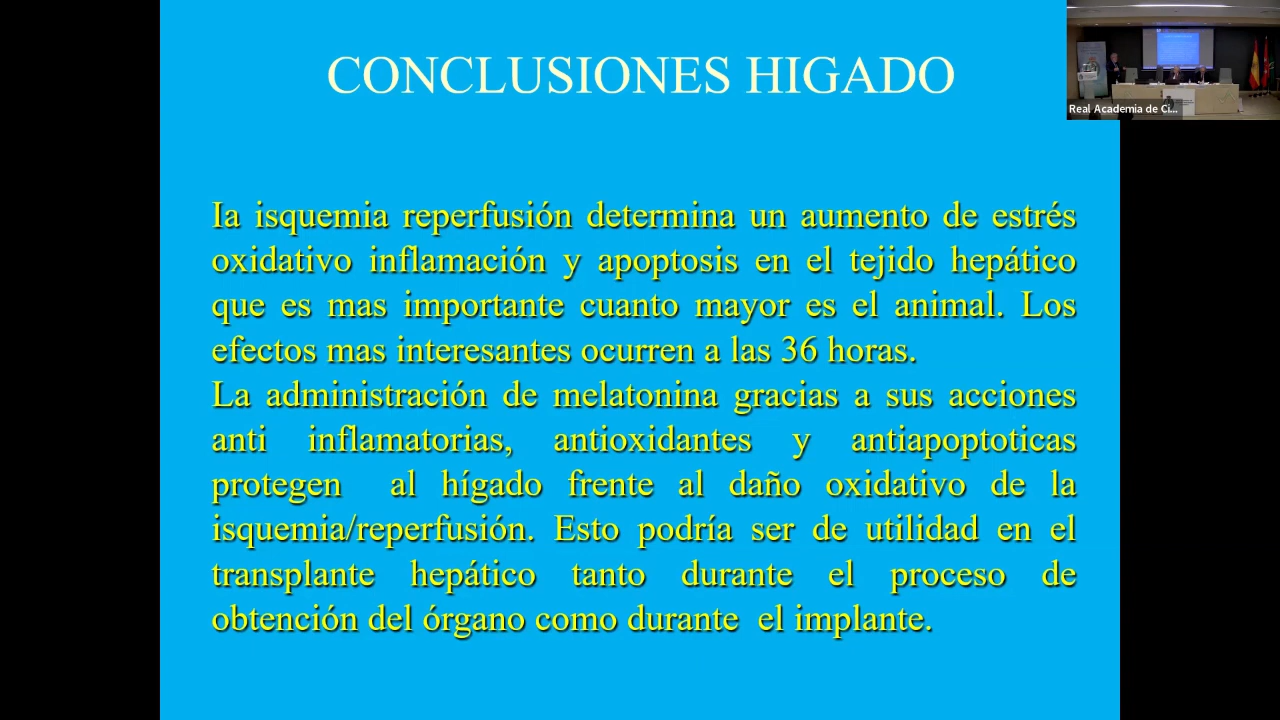 CONCLUSIONES HIGADO
Real Academia de Ci...
Ia isquemia reperfusión determina un aumento de estrés
oxidativo inflamación y apoptosis en el tejido hepático
que es mas importante cuanto mayor es el animal. Los
efectos mas interesantes ocurren a las 36 horas.
La administración de melatonina gracias a sus acciones
anti inflamatorias, antioxidantes y antiapoptoticas
protegen al hígado frente al daño oxidativo de la
isquemia/reperfusión. Esto podría ser de utilidad en el
transplante hepático tanto durante el proceso de
obtención del órgano como durante el implante.